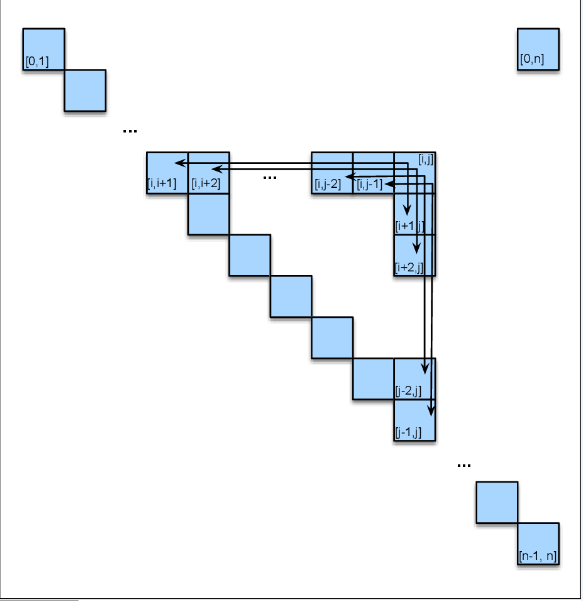 [0,1]
[0,n]
...
[i,j]
[i,i+1]
[i,i+2]
...
[i,j-2]
[i,j-1]
[i+1,j]
[i+2,j]
[j-2,j]
[j-1,j]
...
[n-1, n]